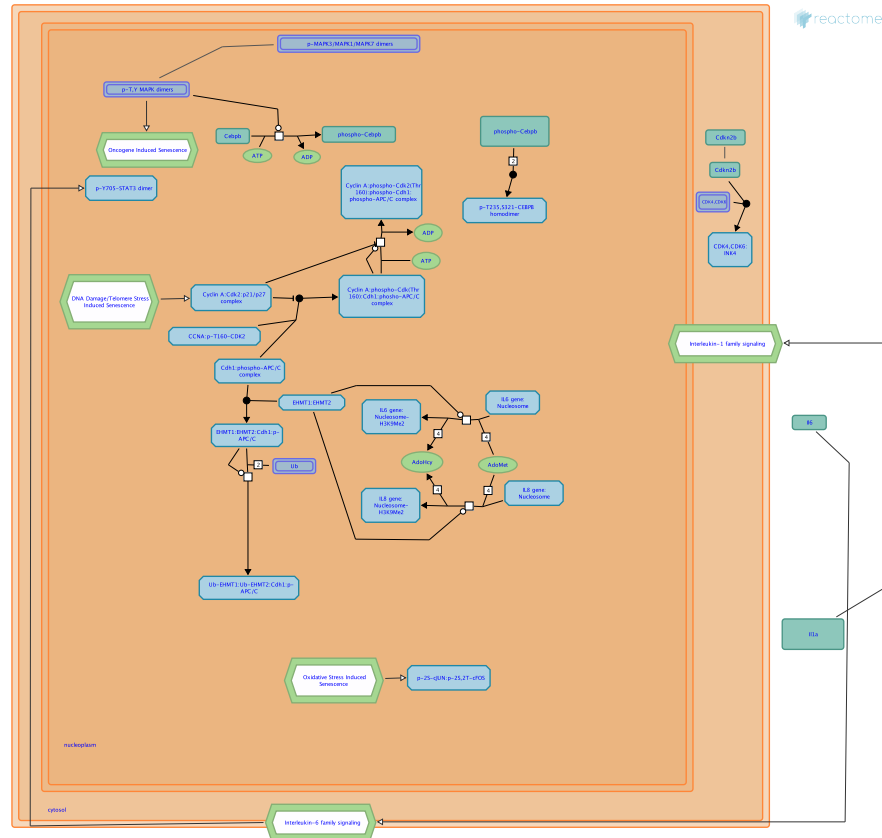 reactome
p-MAPK3/MAPK1/MAPK7 dimers
p-T,Y MAPK dimers
Oncogene Induced Senescence
Cebpb
phospho-Cebpb
ATP
ADP
phospho-Cebpb
2
p-T235,S321-CEBPB
homodimer
Cdkn2b
Cdkn2b
CDK4,CDK6
CDK4,CDK6:
INK4
p-Y705-STAT3 dimer
Cyclin A:phospho-Cdk2(Thr
160):phospho-Cdh1:
phospho-APC/C complex
ADP
ATP
DNA Damage/Telomere Stress
Induced Senescence
Cyclin A:Cdk2:p21/p27
complex
Cyclin A:phospho-Cdk(Thr
160):Cdh1:phosho-APC/C
complex
CCNA:p-T160-CDK2
Cdh1:phospho-APC/C
complex
Interleukin-1 family signaling
EHMT1:EHMT2
IL6 gene:
Nucleosome-
H3K9Me2
IL6 gene:
Nucleosome
4
4
EHMT1:EHMT2:Cdh1:p-
APC/C
2
Ub
AdoHcy
AdoMet
4
4
IL8 gene:
Nucleosome-
H3K9Me2
IL8 gene:
Nucleosome
Il6
Ub-EHMT1:Ub-EHMT2:Cdh1:p-
APC/C
Il1a
Oxidative Stress Induced
Senescence
p-2S-cJUN:p-2S,2T-cFOS
nucleoplasm
cytosol
Interleukin-6 family signaling